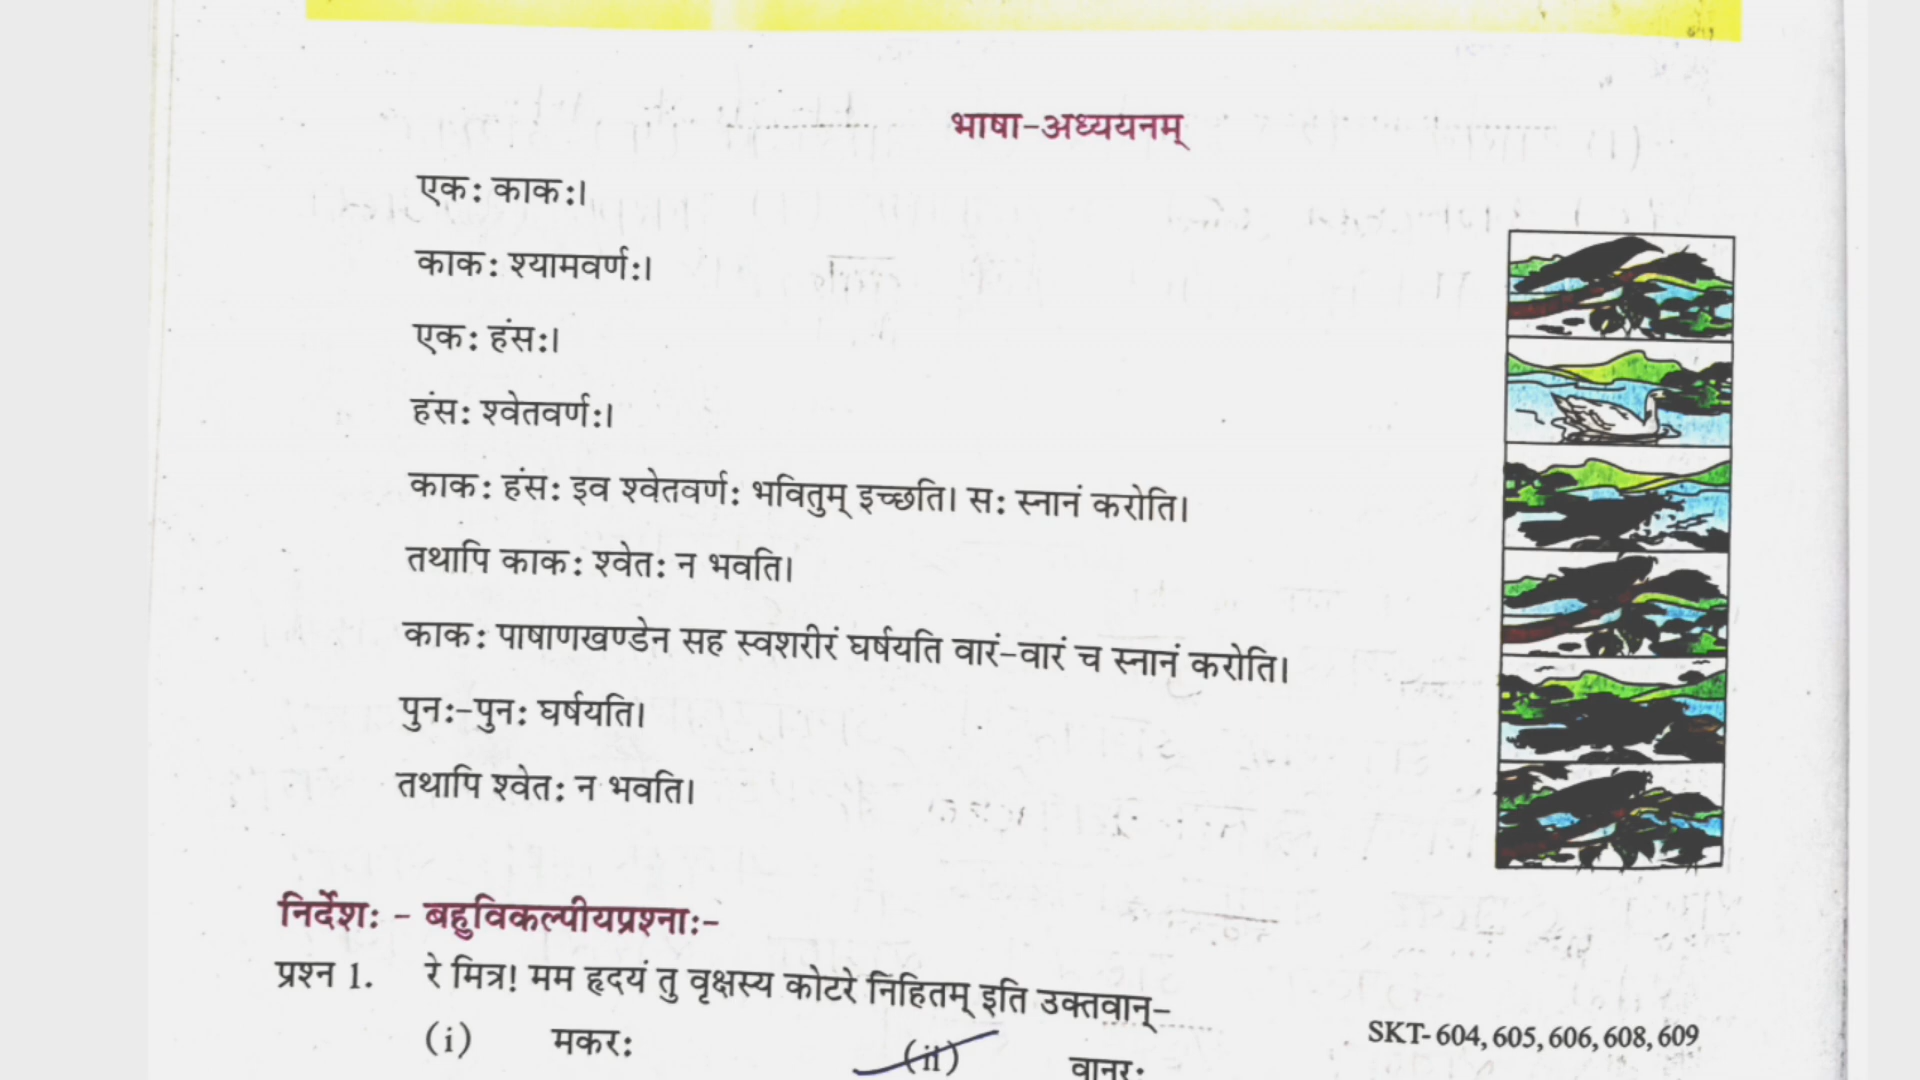 भाषा-अध्ययनम्
एकः काकः।
काकः श्यामवर्णः।
एकः हंसः।
हंसः श्वेतवर्णः।
काकः हंसः इव श्वेतवर्णः भवितुम् इच्छति। सः स्नानं करोति।
तथापि काकः श्वेतः न भवति।
काकः पाषाणखण्डेन सह स्वशरीरं घर्षयति वारं-वारं च स्नानं करोति।
पुनः-पुनः घर्षयति।
तथापि श्वेतः न भवति।
निर्देशः - बहुविकल्पीयप्रश्नाः-
प्रश्न 1. रे मित्र! मम हृदयं तु वृक्षस्य कोटरे निहितम् इति उक्तवान्-
(i) मकरः (ii) वानरः
SKT- 604, 605, 606, 608, 609